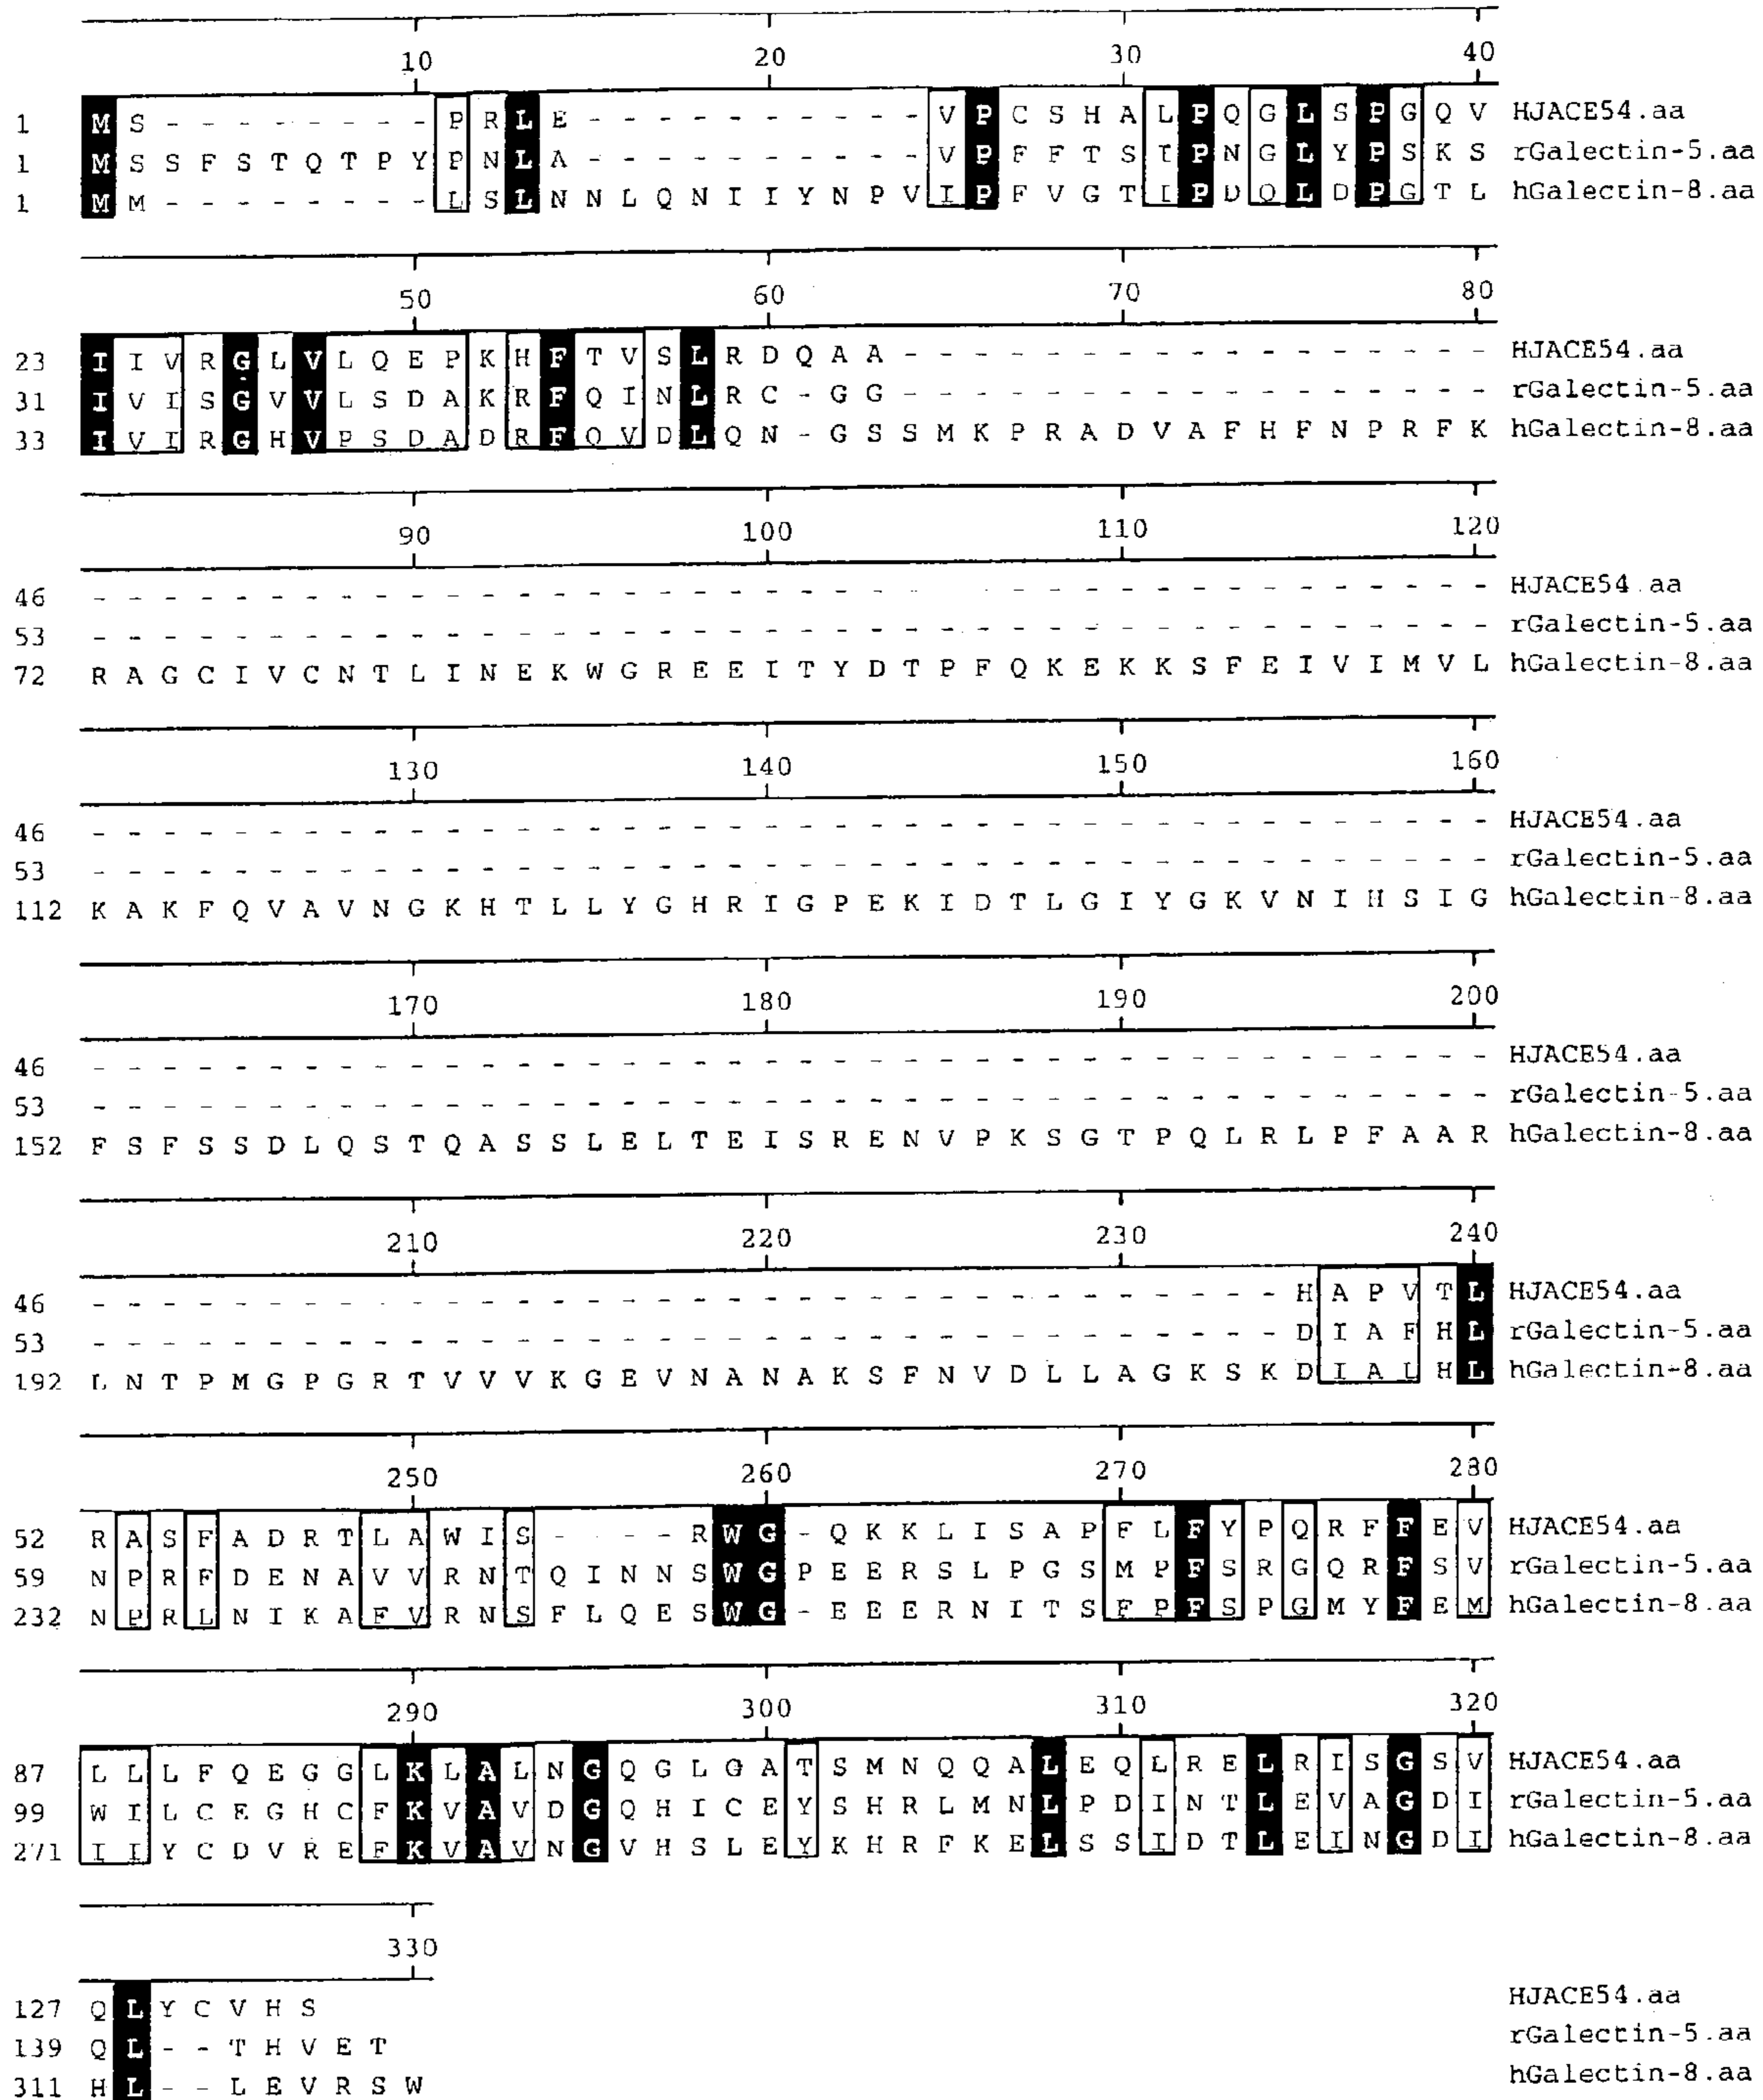 10 20 30 40
1 M S - - - - - - - - P R L E - - - - - - - - - - V P C S H A L P Q G L S P G Q V HJACE54.aa
1 M S S F S T Q T P Y P N L A - - - - - - - - - - V P F F T S I P N G L Y P S K S rGalectin-5.aa
1 M M - - - - - - - - L S L N N L Q N I I Y N P V I P F V G T I P D Q L D P G T L hGalectin-8.aa
50 60 70 80
23 I I V R G L V L Q E P K H F T V S L R D Q A A - - - - - - - - - - - - - - - - - HJACE54.aa
31 I V I S G V V L S D A K R F Q I N L R C - G G - - - - - - - - - - - - - - - - - rGalectin-5.aa
33 I V I R G H V P S D A D R F Q V D L Q N - G S S M K P R A D V A F H F N P R F K hGalectin-8.aa
90 100 110 120
46 - - - - - - - - - - - - - - - - - - - - - - - - - - - - - - - - - - - - - - - - HJACE54.aa
53 - - - - - - - - - - - - - - - - - - - - - - - - - - - - - - - - - - - - - - - - rGalectin-5.aa
72 R A G C I V C N T L I N E K W G R E E I T Y D T P F Q K E K K S F E I V I M V L hGalectin-8.aa
130 140 150 160
46 - - - - - - - - - - - - - - - - - - - - - - - - - - - - - - - - - - - - - - - - HJACE54.aa
53 - - - - - - - - - - - - - - - - - - - - - - - - - - - - - - - - - - - - - - - - rGalectin-5.aa
112 K A K F Q V A V N G K H T L L Y G H R I G P E K I D T L G I Y G K V N I H S I G hGalectin-8.aa
170 180 190 200
46 - - - - - - - - - - - - - - - - - - - - - - - - - - - - - - - - - - - - - - - - HJACE54.aa
53 - - - - - - - - - - - - - - - - - - - - - - - - - - - - - - - - - - - - - - - - rGalectin-5.aa
152 F S F S S D L Q S T Q A S S L E L T E I S R E N V P K S G T P Q L R L P F A A R hGalectin-8.aa
210 220 230 240
46 - - - - - - - - - - - - - - - - - - - - - - - - - - - - - - - - - - H A P V T L HJACE54.aa
53 - - - - - - - - - - - - - - - - - - - - - - - - - - - - - - - - - - D I A F H L rGalectin-5.aa
192 L N T P M G P G R T V V V K G E V N A N A K S F N V D L L A G K S K D I A L H L hGalectin-8.aa
250 260 270 280
52 R A S F A D R T L A W I S - - - - R W G - Q K K L I S A P F L F Y P Q R F F E V HJACE54.aa
59 N P R F D E N A V V R N T Q I N N S W G P E E R S L P G S M P F S R G Q R F S V rGalectin-5.aa
232 N P R L N I K A F V R N S F L Q E S W G - E E E R N I T S F P F S P G M Y F E M hGalectin-8.aa
290 300 310 320
87 L L L F Q E G G L K L A L N G Q G L G A T S M N Q Q A L E Q L R E L R I S G S V HJACE54.aa
99 W I L C E G H C F K V A V D G Q H I C E Y S H R L M N L P D I N T L E V A G D I rGalectin-5.aa
271 I I Y C D V R E F K V A V N G V H S L E Y K H R F K E L S S I D T L E I N G D I hGalectin-8.aa
330
127 Q L Y C V H S HJACE54.aa
139 Q L - - T H V E T rGalectin-5.aa
311 H L - - L E V R S W hGalectin-8.aa